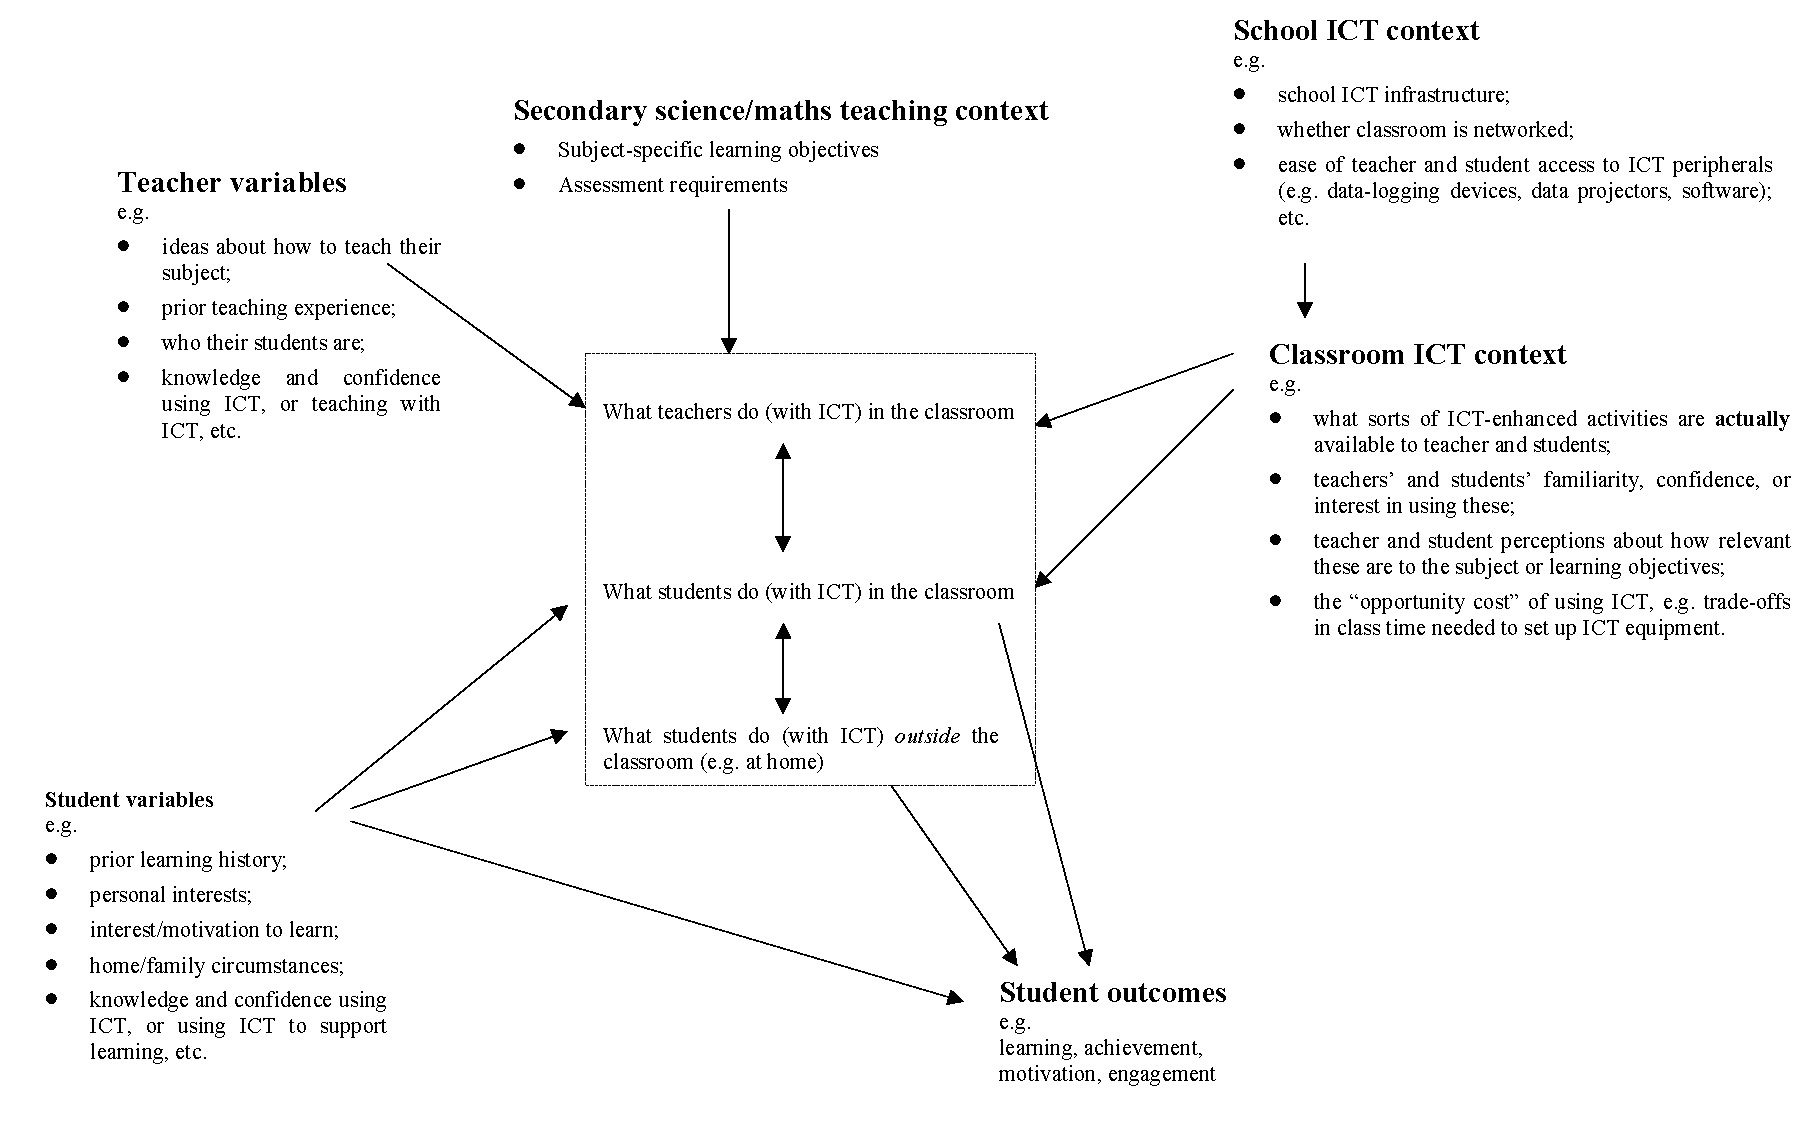 School ICT context
e.g.
● school ICT infrastructure;
● whether classroom is networked;
● ease of teacher and student access to ICT peripherals
(e.g. data-logging devices, data projectors, software);
etc.
Secondary science/maths teaching context
● Subject-specific learning objectives
● Assessment requirements
Teacher variables
e.g.
● ideas about how to teach their
subject;
● prior teaching experience;
● who their students are;
● knowledge and confidence
using ICT, or teaching with
ICT, etc.
Classroom ICT context
e.g.
● what sorts of ICT-enhanced activities are actually
available to teacher and students;
● teachers’ and students’ familiarity, confidence, or
interest in using these;
● teacher and student perceptions about how relevant
these are to the subject or learning objectives;
● the “opportunity cost” of using ICT, e.g. trade-offs
in class time needed to set up ICT equipment.
What teachers do (with ICT) in the classroom
What students do (with ICT) in the classroom
What students do (with ICT) outside the
classroom (e.g. at home)
Student variables
e.g.
● prior learning history;
● personal interests;
● interest/motivation to learn;
● home/family circumstances;
● knowledge and confidence using
ICT, or using ICT to support
learning, etc.
Student outcomes
e.g.
learning, achievement,
motivation, engagement